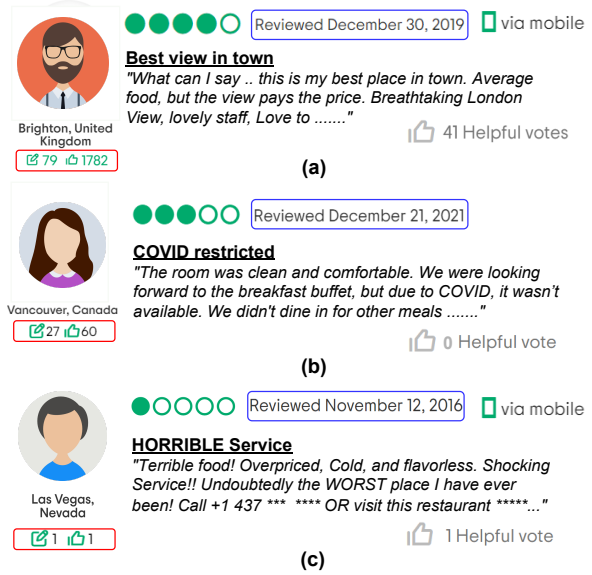 Reviewed December 30, 2019
via mobile
Best view in town
"What can I say .. this is my best place in town. Average
food, but the view pays the price. Breathtaking London
View, lovely staff, Love to ......."
Brighton, United
Kingdom
79 1782
41 Helpful votes
(a)
Reviewed December 21, 2021
COVID restricted
"The room was clean and comfortable. We were looking
forward to the breakfast buffet, but due to COVID, it wasn't
available. We didn't dine in for other meals ......."
Vancouver, Canada
27 60
0 Helpful vote
(b)
Reviewed November 12, 2016
via mobile
HORRIBLE Service
"Terrible food! Overpriced, Cold, and flavorless. Shocking
Service!! Undoubtedly the WORST place I have ever
been! Call +1 437 *** **** OR visit this restaurant *****..."
Las Vegas,
Nevada
1 1
1 Helpful vote
(c)